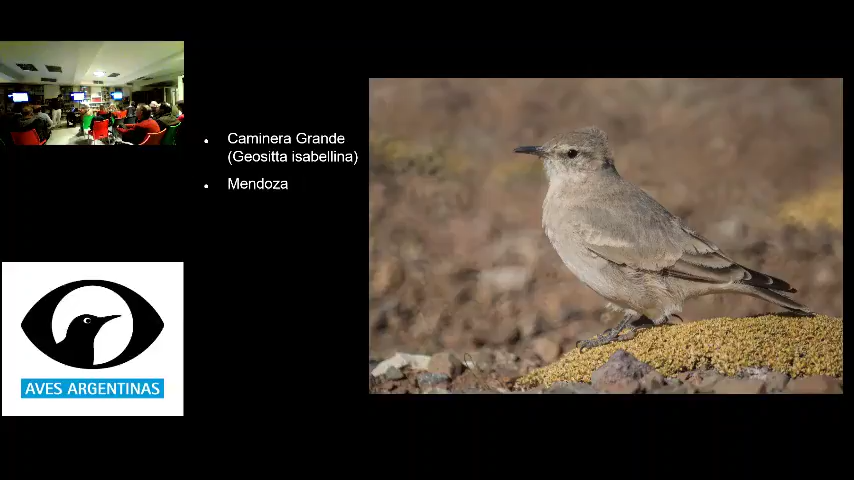 Caminera Grande
(Geositta isabellina)
Mendoza
AVES ARGENTINAS